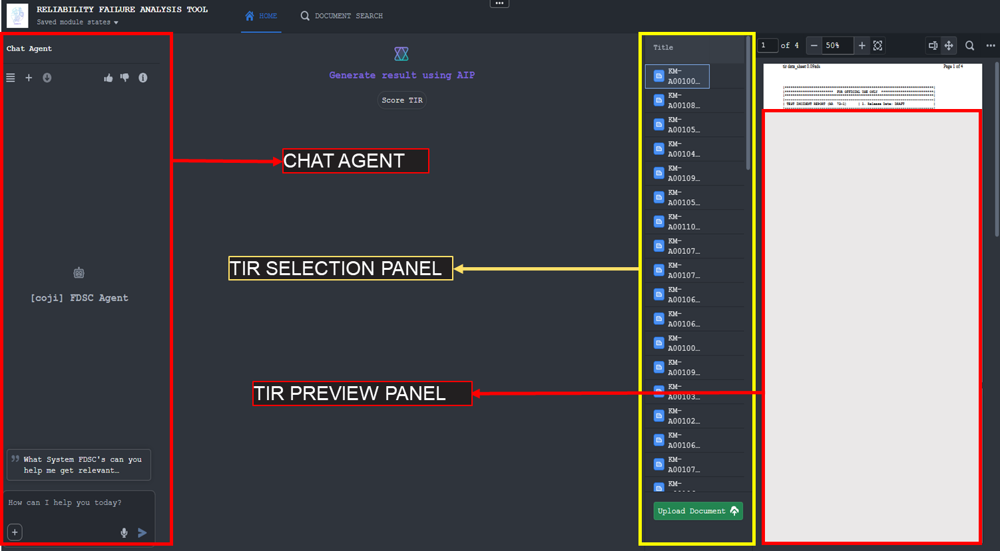 RELIABILITY FAILURE ANALYSIS TOOL
Saved module states
HOME
DOCUMENT SEARCH
Chat Agent
[coji] FDSC Agent
What System FDSC's can you
help me get relevant…
How can I help you today?
Generate result using AIP
Score TIR
CHAT AGENT
TIR SELECTION PANEL
TIR PREVIEW PANEL
Title
KM-
A00100…
KM-
A00108…
KM-
A00105…
KM-
A00104…
KM-
A00109…
KM-
A00105…
KM-
A00110…
KM-
A00107…
KM-
A00107…
KM-
A00106…
KM-
A00106…
KM-
A00100…
KM-
A00109…
KM-
A00103…
KM-
A00102…
KM-
A00106…
KM-
A00107…
KM-
Upload Document
1 of 4
50%
tir data_sheet 0.09adu Page 1 of 4
FOR OFFICIAL USE ONLY
TEST INCIDENT REPORT (AR 73-1) | 1. Release Date: DRAFT